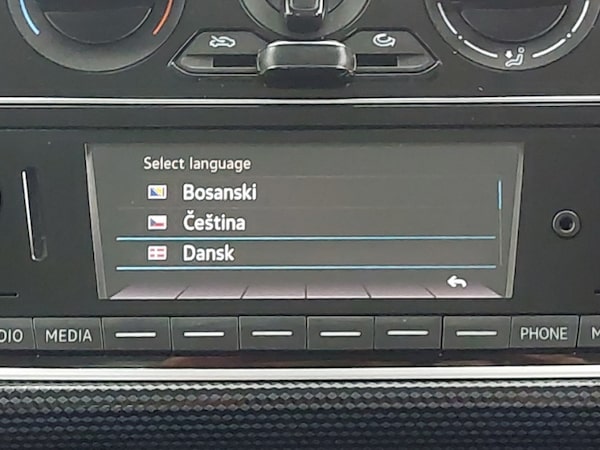 Select language
Bosanski
Čeština
Dansk
MEDIA
PHONE